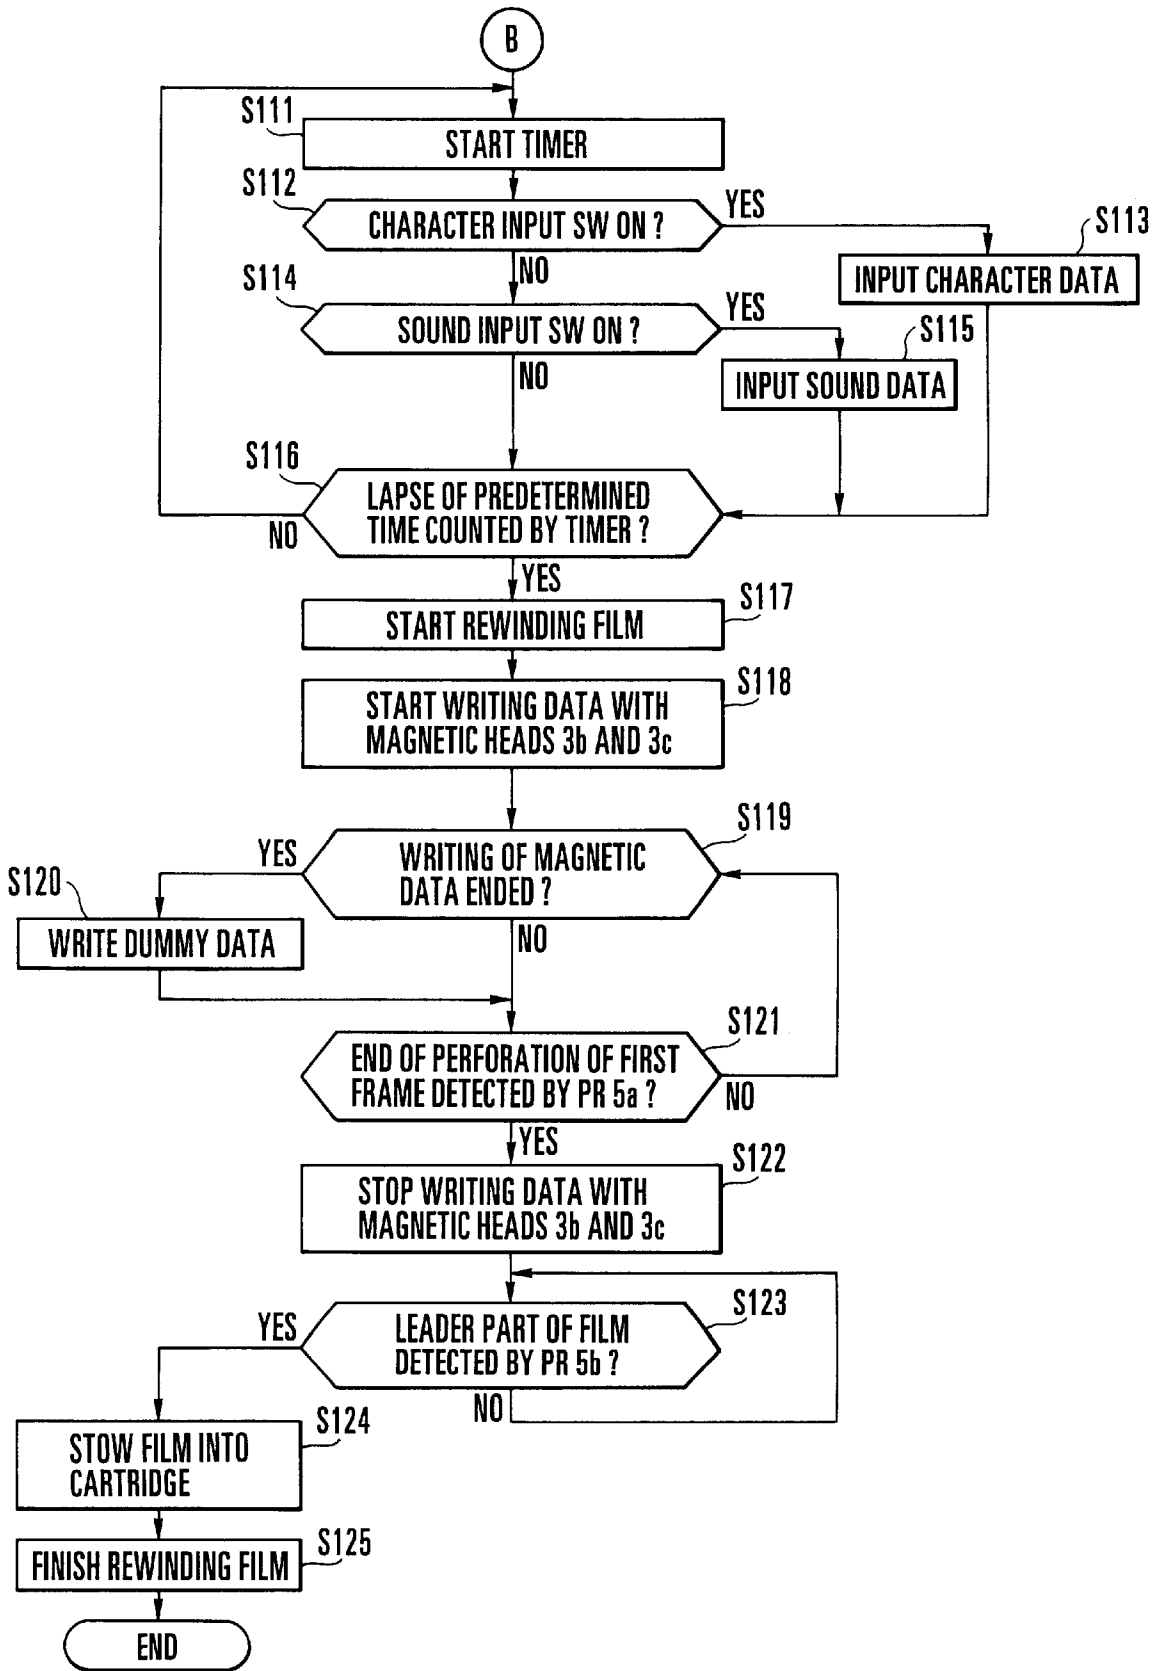 B
S111
START TIMER
S112
CHARACTER INPUT SW ON ?
YES
S113
INPUT CHARACTER DATA
NO
S114
SOUND INPUT SW ON ?
YES
S115
INPUT SOUND DATA
NO
S116
LAPSE OF PREDETERMINED
TIME COUNTED BY TIMER ?
NO
YES
S117
START REWINDING FILM
S118
START WRITING DATA WITH
MAGNETIC HEADS 3b AND 3c
S119
WRITING OF MAGNETIC
DATA ENDED ?
YES
S120
WRITE DUMMY DATA
NO
S121
END OF PERFORATION OF FIRST
FRAME DETECTED BY PR 5a ?
NO
YES
S122
STOP WRITING DATA WITH
MAGNETIC HEADS 3b AND 3c
S123
LEADER PART OF FILM
DETECTED BY PR 5b ?
YES
NO
S124
STOW FILM INTO
CARTRIDGE
S125
FINISH REWINDING FILM
END